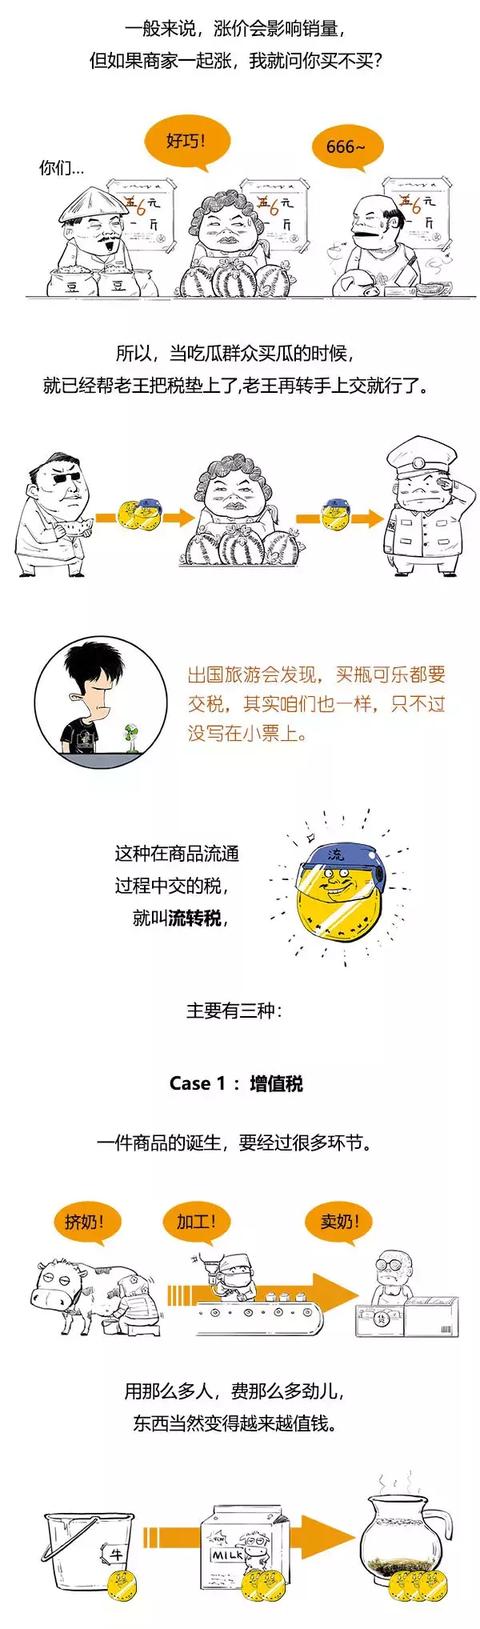 一般来说，涨价会影响销量，
但如果商家一起涨，我就问你买不买？
好巧！
666~
你们...
6元
一斤
6元
一斤
6元
一斤
豆
豆
所以，当吃瓜群众买瓜的时候，
就已经帮老王把税垫上了,老王再转手上交就行了。
出国旅游会发现，买瓶可乐都要
交税，其实咱们也一样，只不过
没写在小票上。
流
这种在商品流通
过程中交的税，
就叫流转税，
主要有三种：
Case 1 ：增值税
一件商品的诞生，要经过很多环节。
挤奶！
加工！
卖奶！
用那么多人，费那么多劲儿，
东西当然变得越来越值钱。
牛
MILK